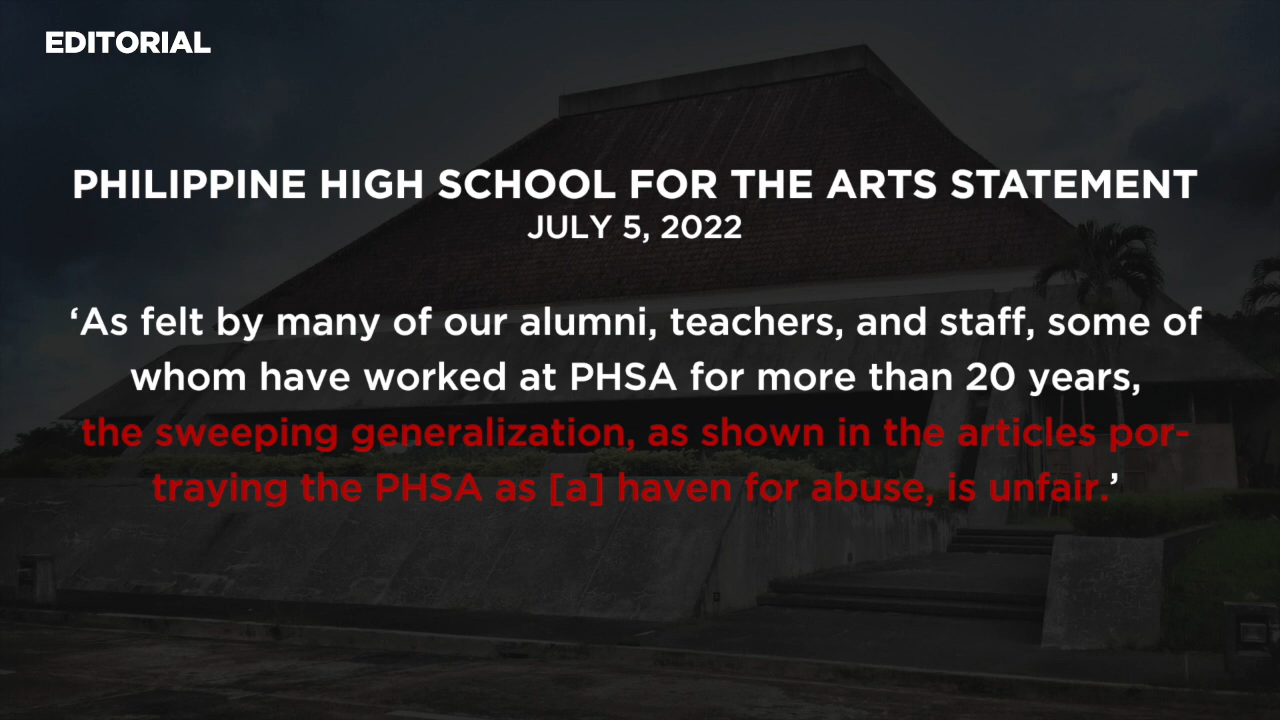 EDITORIAL
PHILIPPINE HIGH SCHOOL FOR THE ARTS STATEMENT
JULY 5, 2022
‘As felt by many of our alumni, teachers, and staff, some of
whom have worked at PHSA for more than 20 years,
the sweeping generalization, as shown in the articles por-
traying the PHSA as [a] haven for abuse, is unfair.’